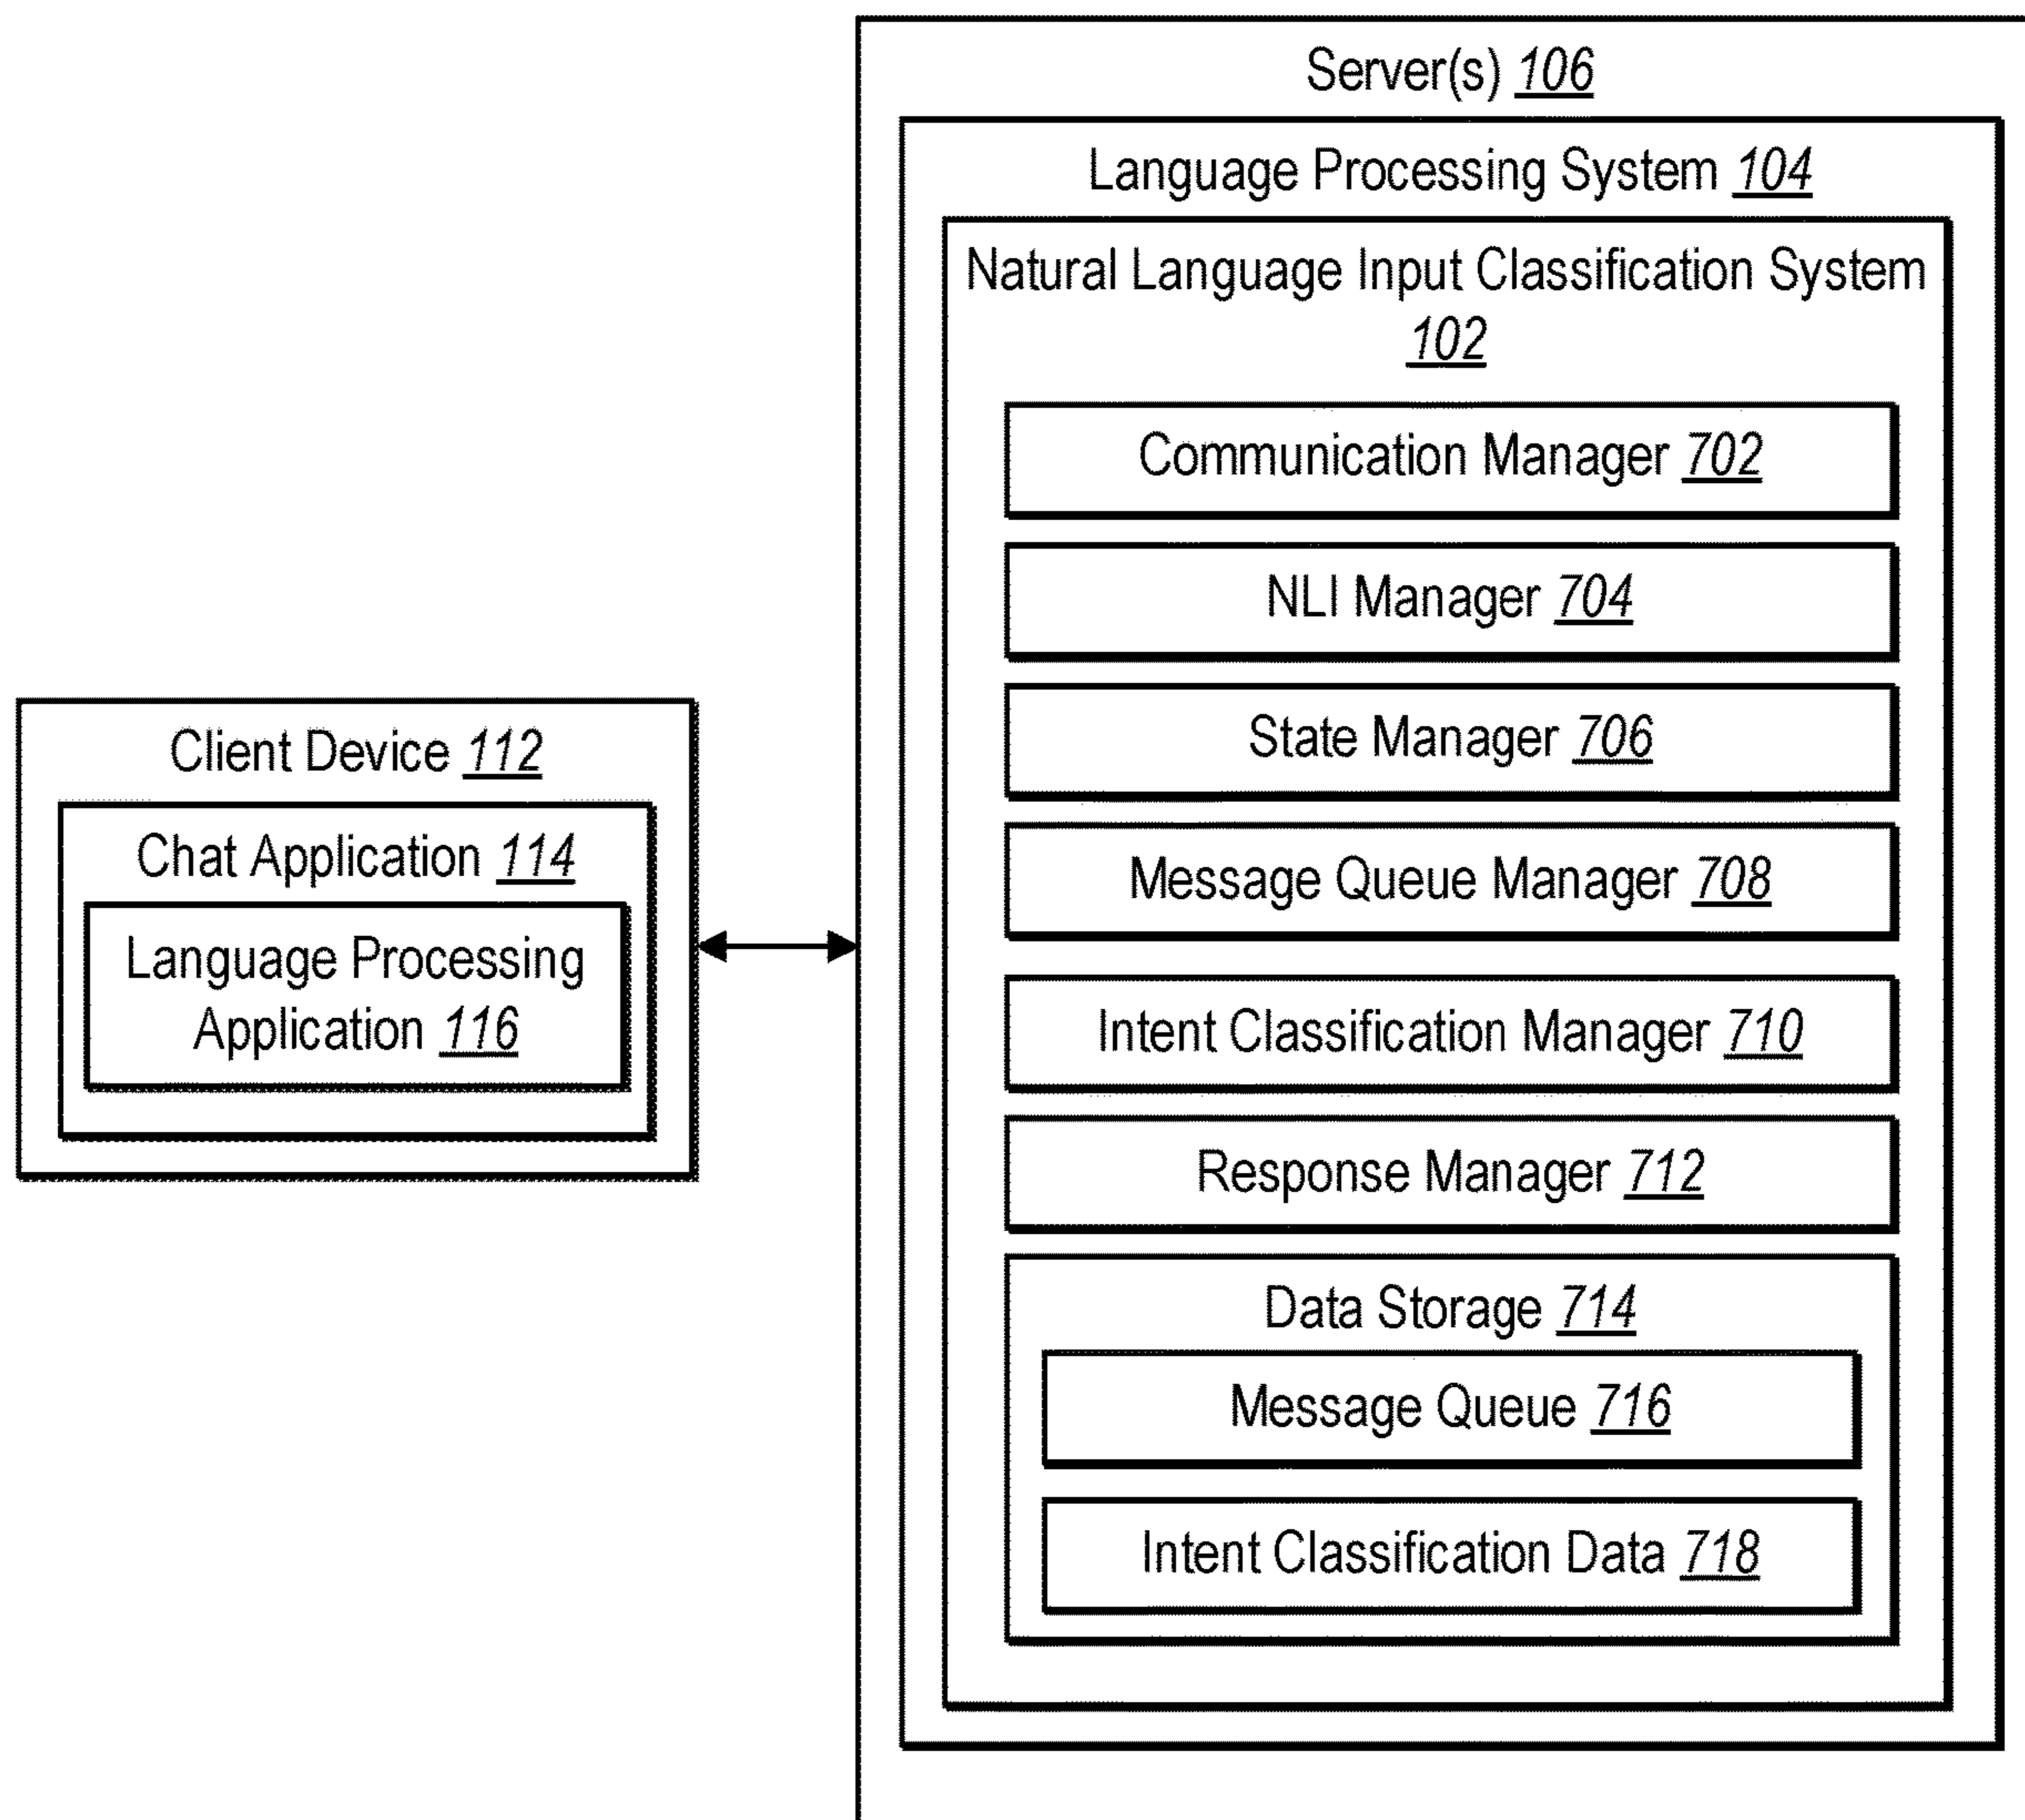 Server(s) 106
Language Processing System 104
Natural Language Input Classification System
102
Communication Manager 702
NLI Manager 704
State Manager 706
Message Queue Manager 708
Intent Classification Manager 710
Response Manager 712
Data Storage 714
Message Queue 716
Intent Classification Data 718
Client Device 112
Chat Application 114
Language Processing
Application 116